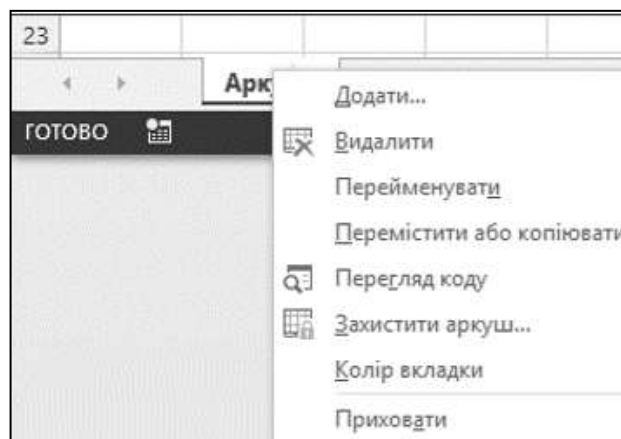 23
Арк
Додати...
ГОТОВО
Видалити
Перейменувати
Перемістити або копіювати
Перегляд коду
Захистити аркуш...
Колір вкладки
Приховати